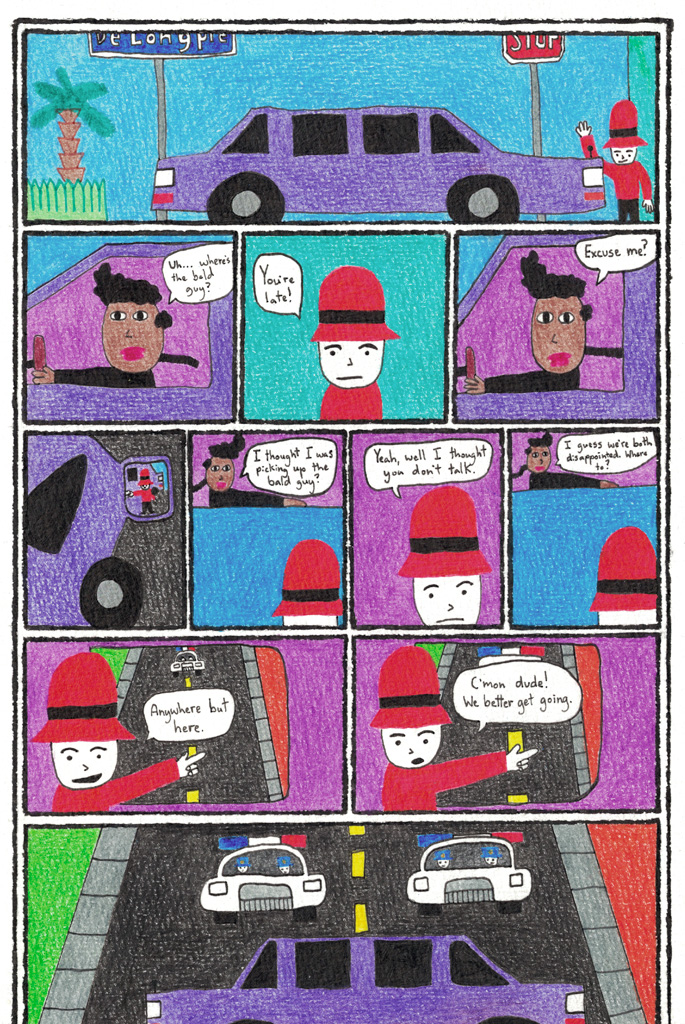 De Longpre
STOP
Uh... where's
the bald
guy?
You're
late!
Excuse me?
I thought I was
picking up the
bald guy?
Yeah, well I thought
you don't talk.
I guess we're both
disappointed. Where
to?
Anywhere but
here.
C'mon dude!
We better get going.